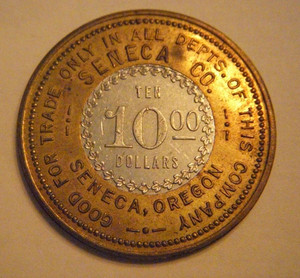 GOOD FOR TRADE ONLY IN ALL DEPTS. OF THIS COMPANY
SENECA CO.
TEN
10.00
DOLLARS
SENECA, OREGON